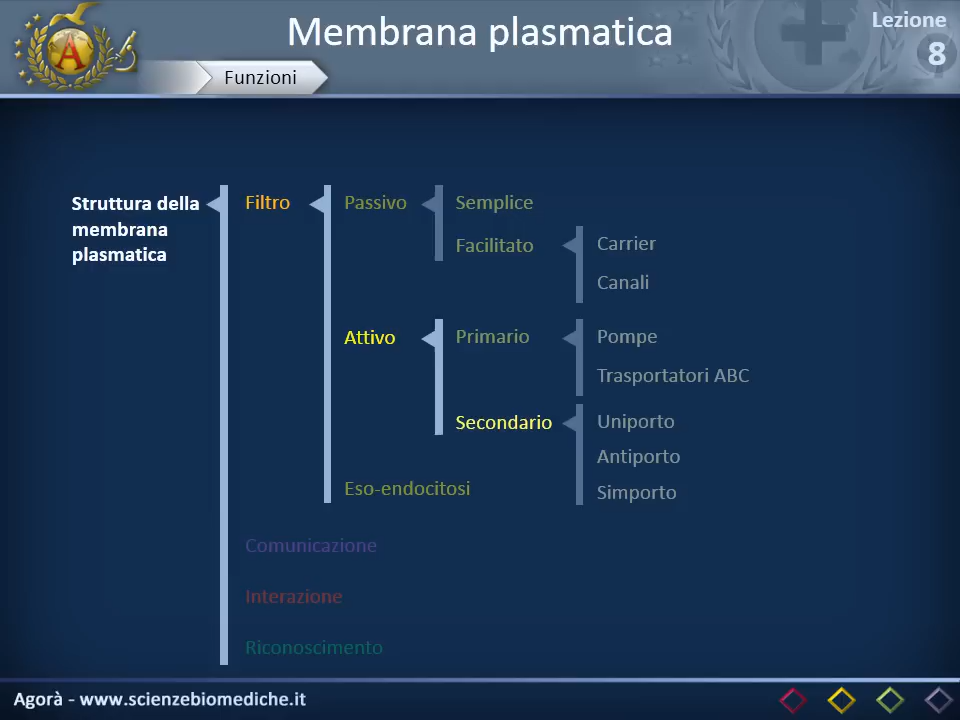 Membrana plasmatica
Lezione
8
Funzioni
Struttura della
membrana
plasmatica
Filtro
Passivo
Semplice
Facilitato
Carrier
Canali
Attivo
Primario
Pompe
Trasportatori ABC
Secondario
Uniporto
Antiporto
Simporto
Eso-endocitosi
Comunicazione
Interazione
Riconoscimento
Agorà - www.scienzebiomediche.it